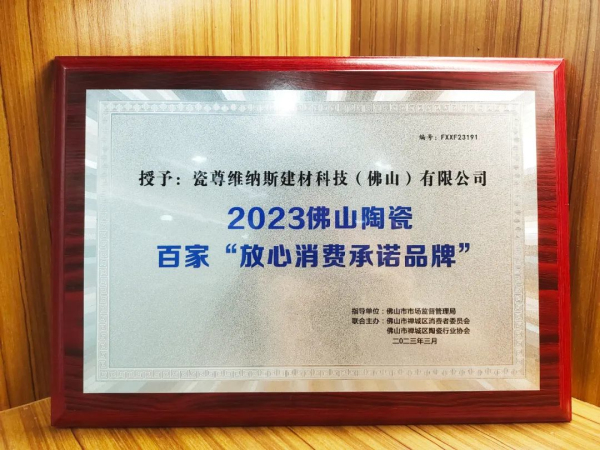 编号：FXXF23191
授予：瓷尊维纳斯建材科技（佛山）有限公司
2023佛山陶瓷
百家“放心消费承诺品牌”
指导单位：佛山市市场监督管理局
联合主办：佛山市禅城区消费者委员会
佛山市禅城区陶瓷行业协会
二〇二三年三月